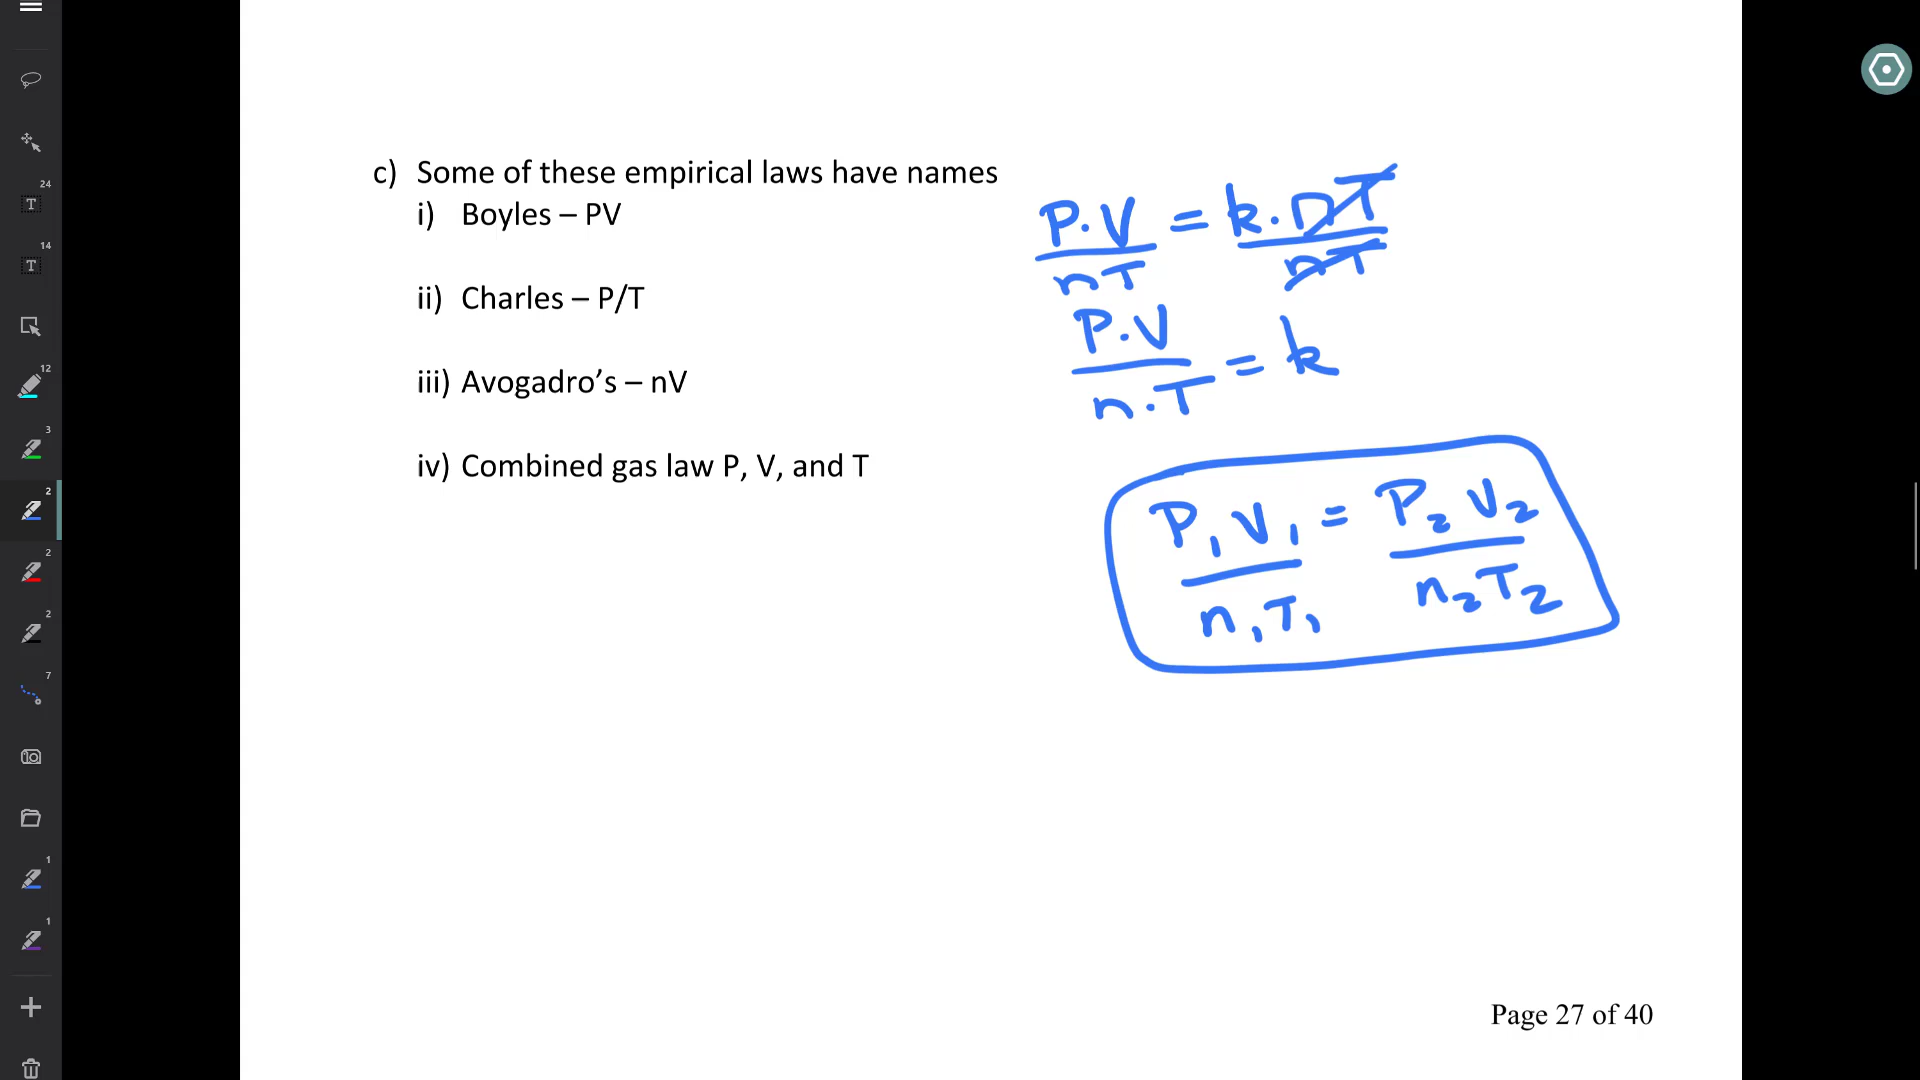 c) Some of these empirical laws have names
i) Boyles – PV
ii) Charles – P/T
iii) Avogadro’s – nV
iv) Combined gas law P, V, and T
P·V = k·nT
nT nT
P·V
n·T = k
P₁V₁ = P₂V₂
n₁T₁ n₂T₂
Page 27 of 40
24
14
12
3
2
2
2
7
1
1